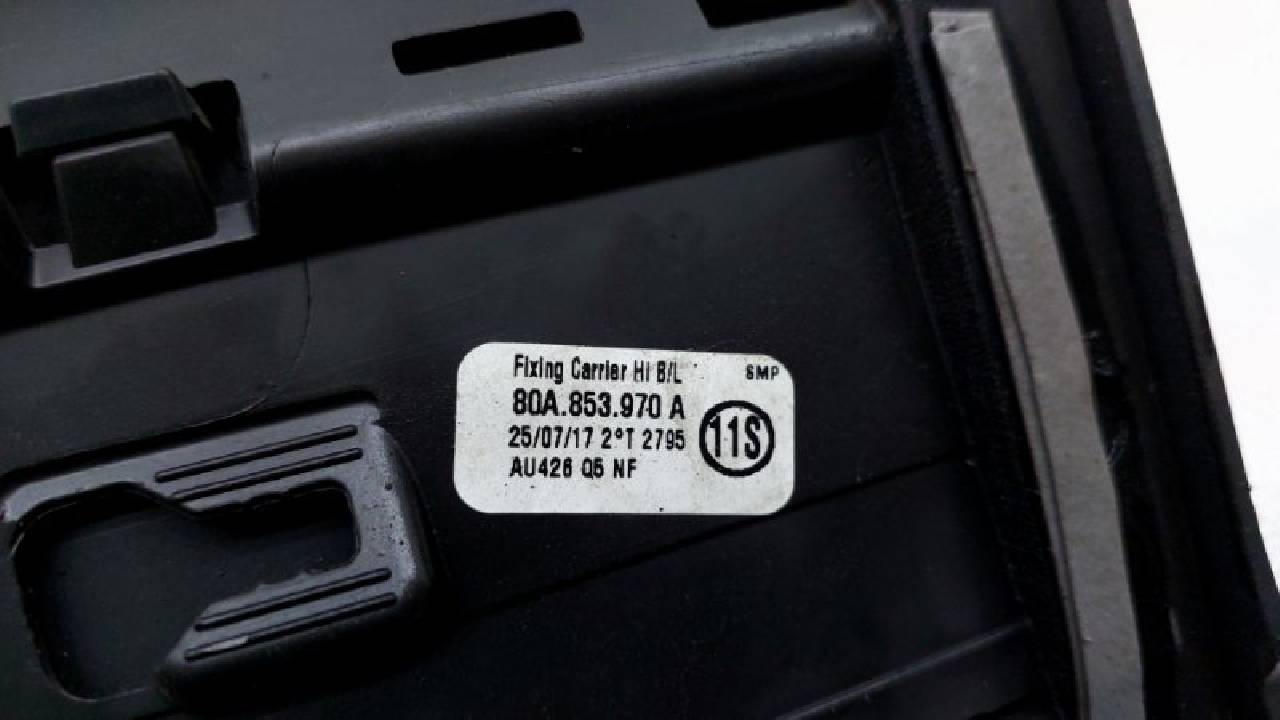 Fixing Carrier Hi B/L
SMP
80A.853.970 A
25/07/17 2°T 2795
11S
AU426 Q5 NF